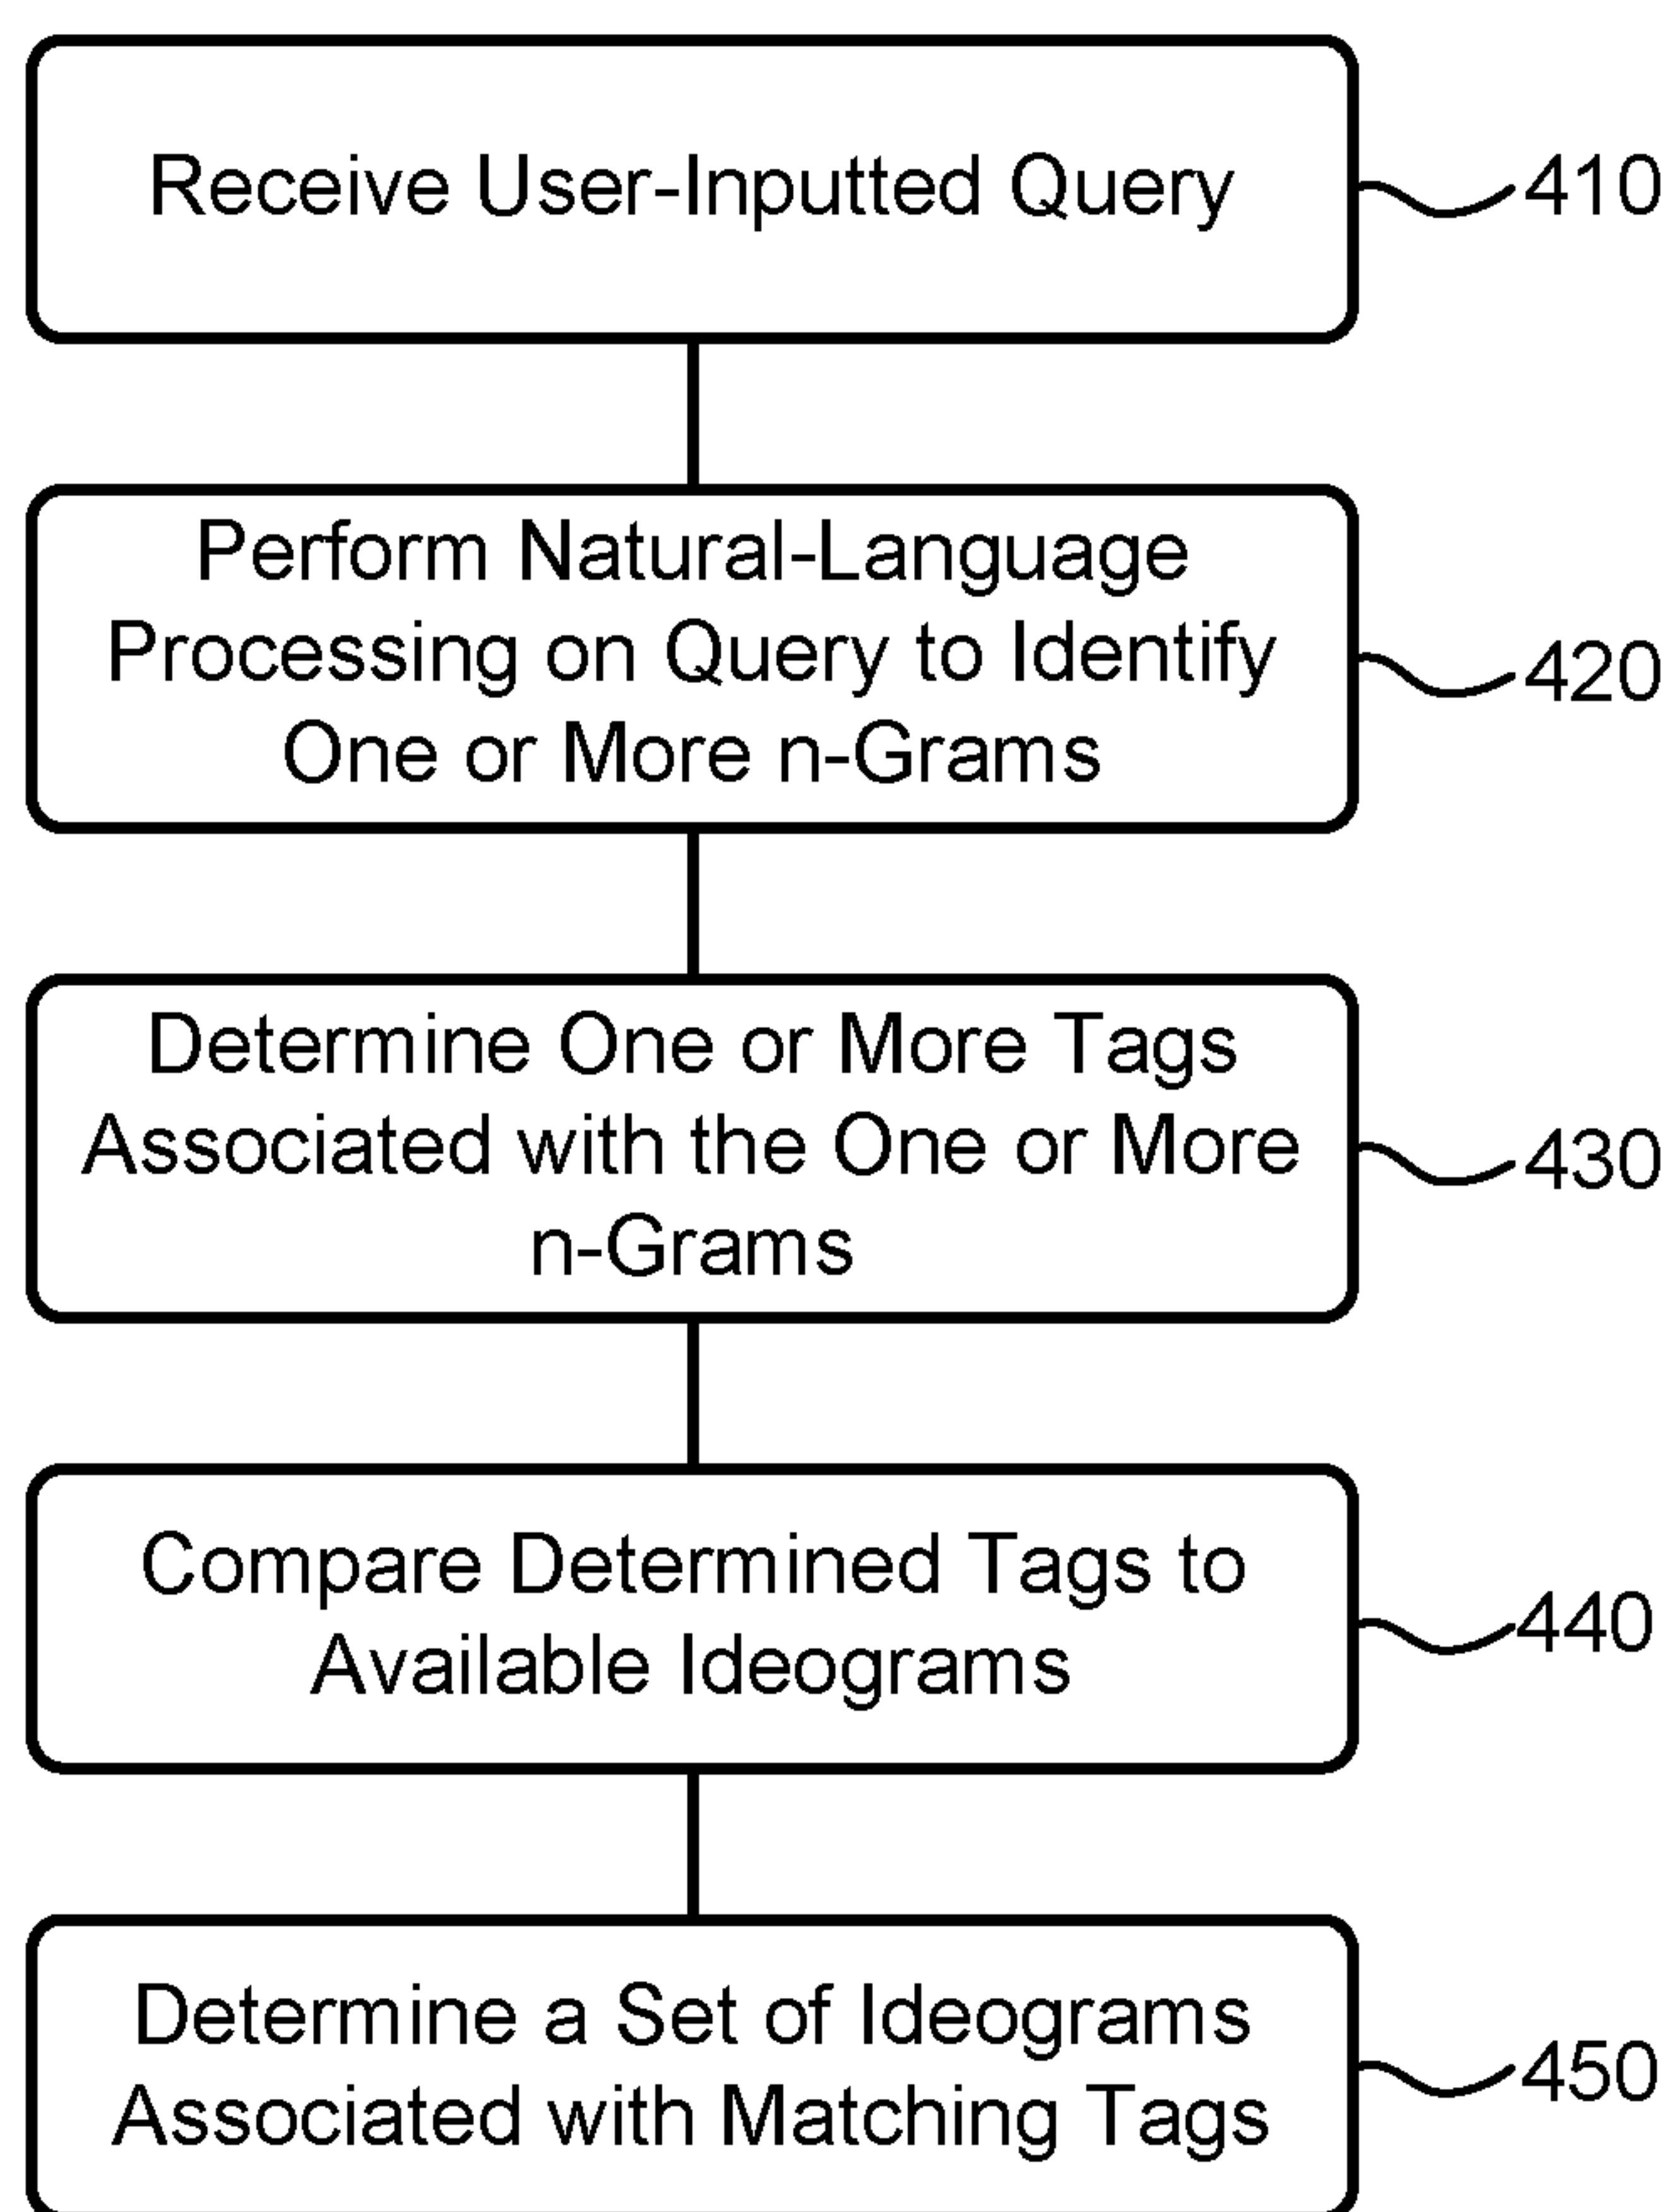 Receive User-Inputted Query
410
Perform Natural-Language
Processing on Query to Identify
One or More n-Grams
420
Determine One or More Tags
Associated with the One or More
n-Grams
430
Compare Determined Tags to
Available Ideograms
440
Determine a Set of Ideograms
Associated with Matching Tags
450